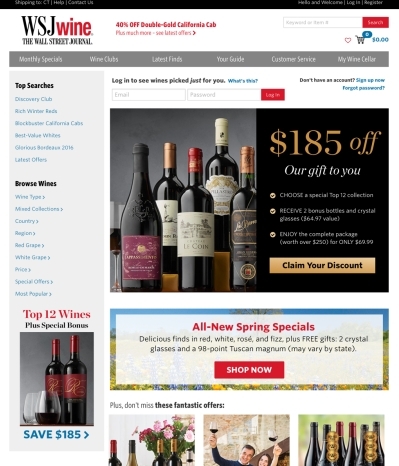 Shipping to: CT | Help | Contact Us
Hello and Welcome | Log In | Register
WSJwine
THE WALL STREET JOURNAL
40% OFF Double-Gold California Cab
Plus much more - see latest offers >
Keyword or Item #
Search
0
$0.00
Monthly Specials
Wine Clubs
Latest Finds
Your Guide
Customer Service
My Wine Cellar
Top Searches
Discovery Club
Rich Winter Reds
Blockbuster California Cabs
Best-Value Whites
Glorious Bordeaux 2016
Latest Offers
Browse Wines
Wine Type >
Mixed Collections >
Country >
Region >
Red Grape >
White Grape >
Price >
Special Offers >
Most Popular >
Top 12 Wines
Plus Special Bonus
SAVE $185 >
Log in to see wines picked just for you. What's this?
Don't have an account? Sign up now
Forgot password?
Email
Password
Log In
LE COIN
$185 off
Our gift to you
CHOOSE a special Top 12 collection
RECEIVE 2 bonus bottles and crystal
glasses ($64.97 value)
ENJOY the complete package
(worth over $250) for ONLY $69.99
Claim Your Discount
All-New Spring Specials
Delicious finds in red, white, rosé, and fizz, plus FREE gifts: 2 crystal
glasses and a 98-point Tuscan magnum (may vary by state).
SHOP NOW
Plus, don't miss these fantastic offers: